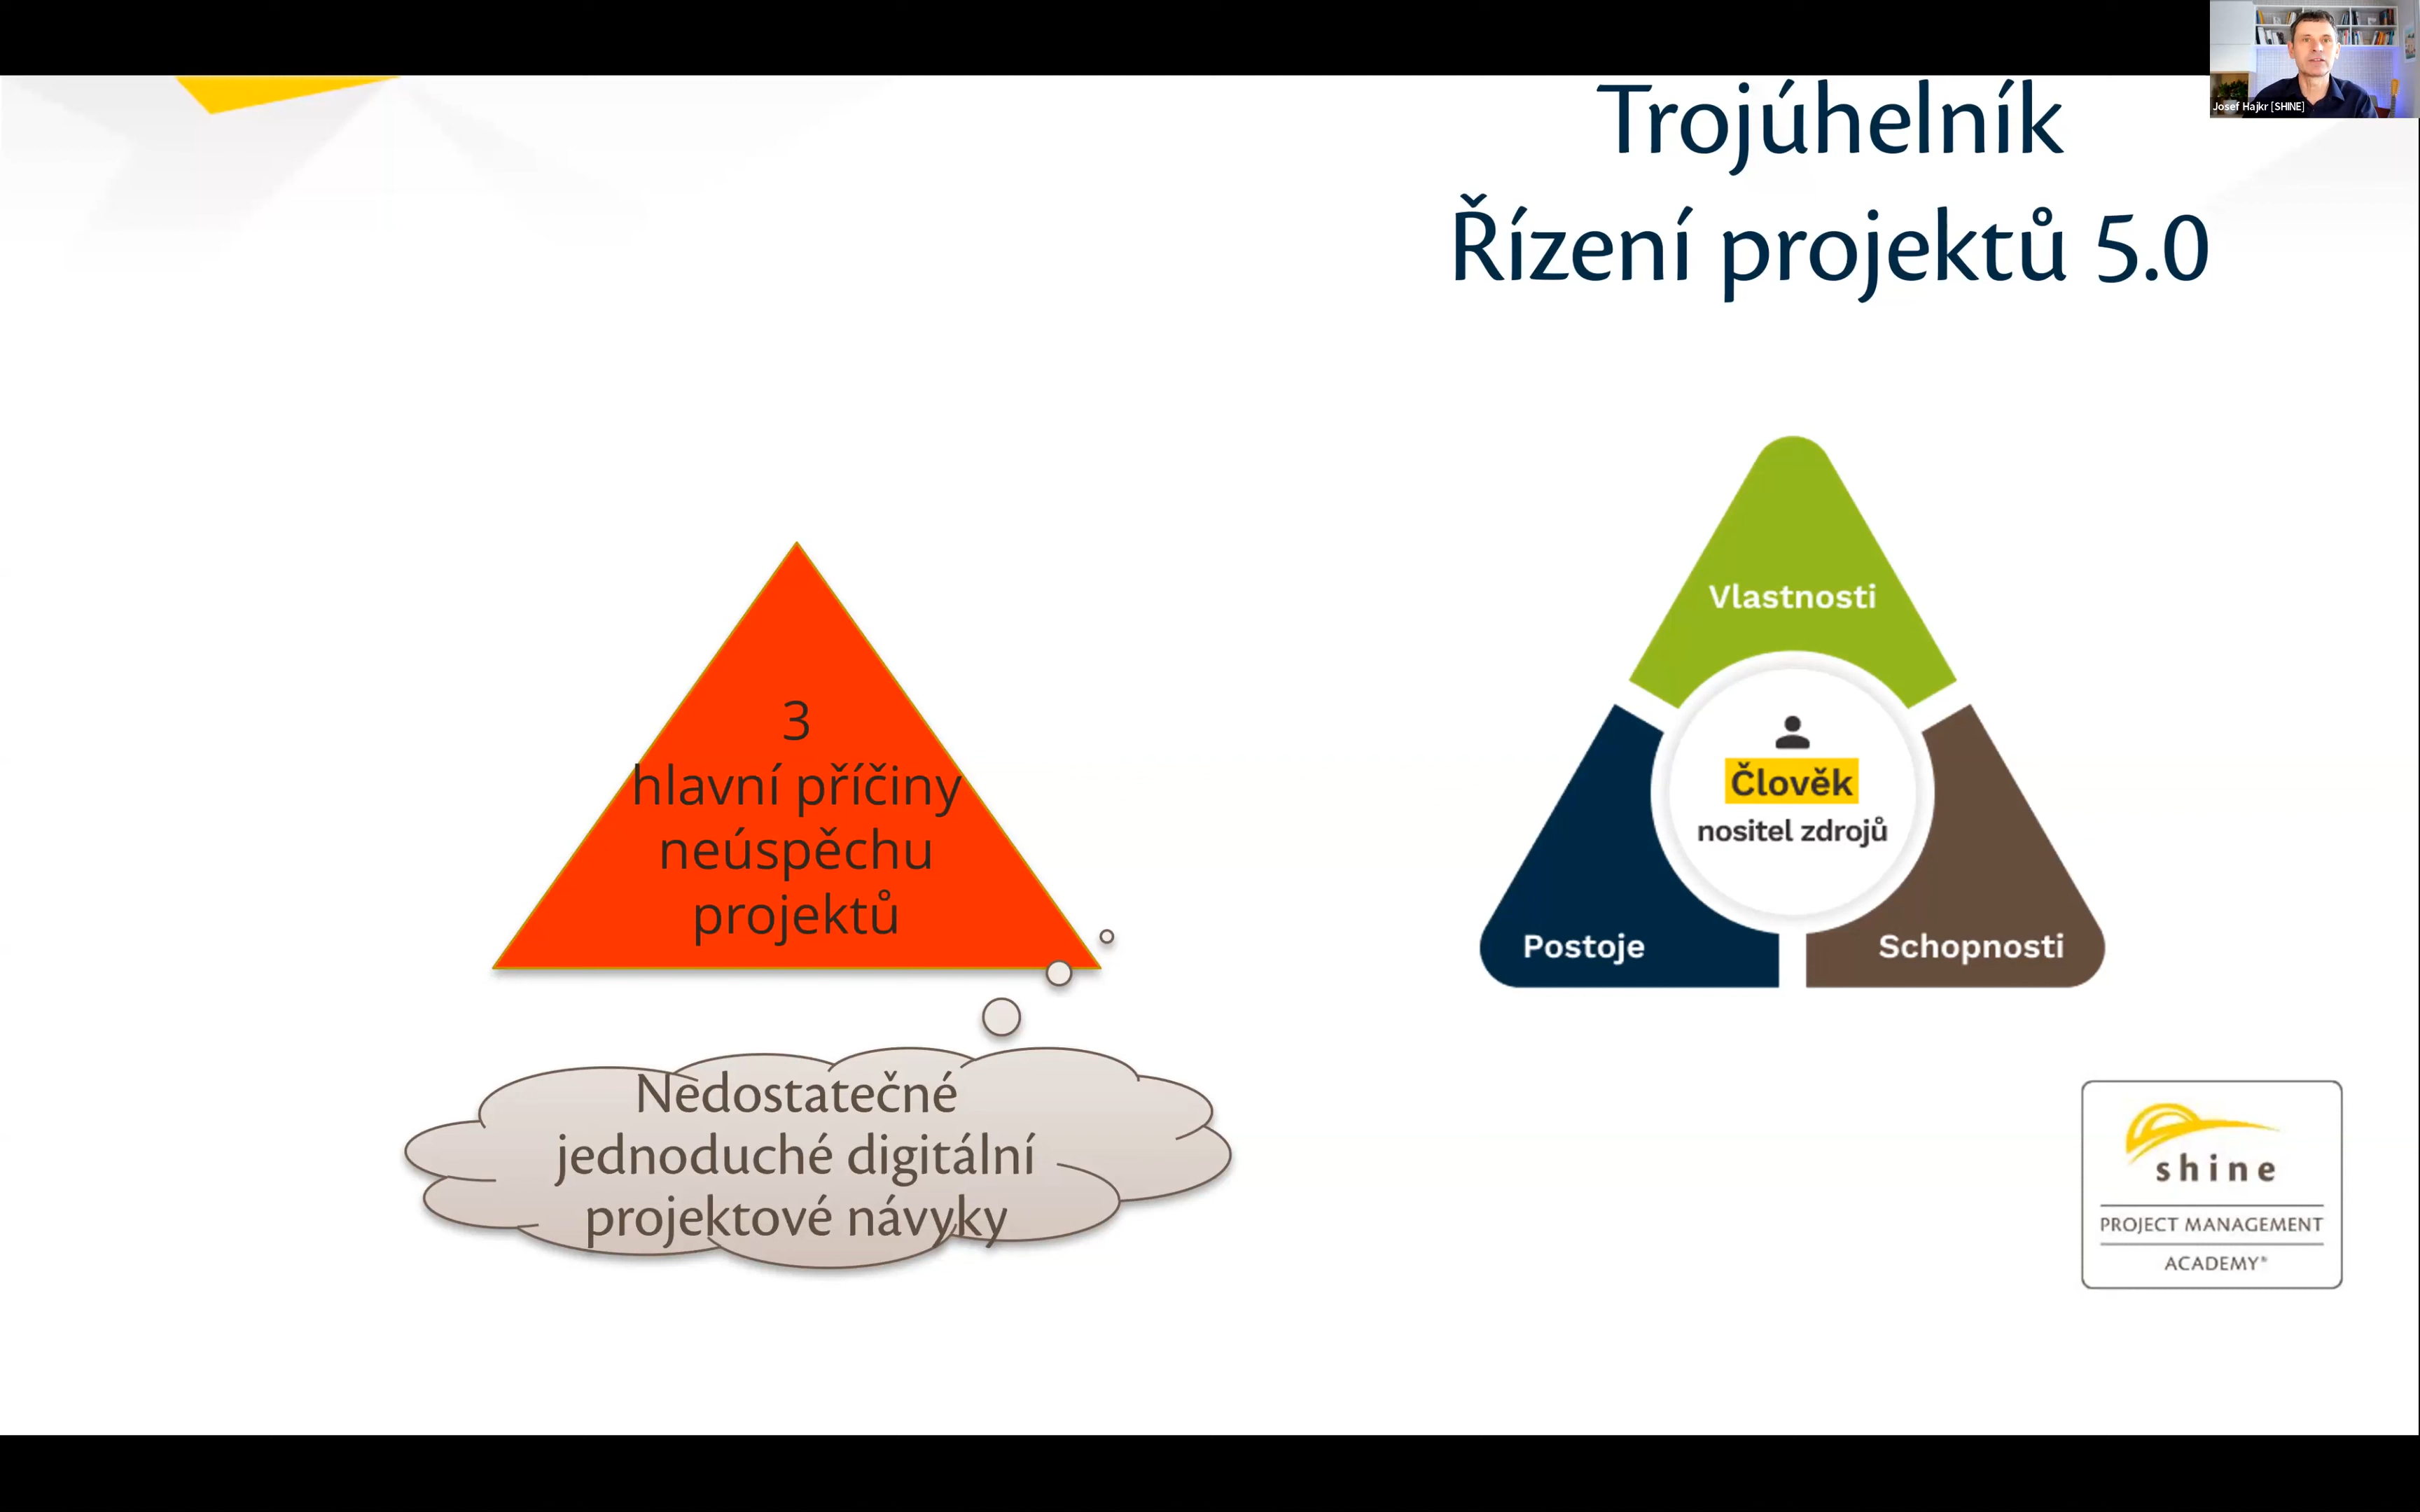 Josef Hajkr [SHINE]
Trojúhelník
Řízení projektů 5.0
3
hlavní příčiny
neúspěchu
projektů
Nedostatečné
jednoduché digitální
projektové návyky
Vlastnosti
Člověk
nositel zdrojů
Postoje
Schopnosti
shine
PROJECT MANAGEMENT
ACADEMY®